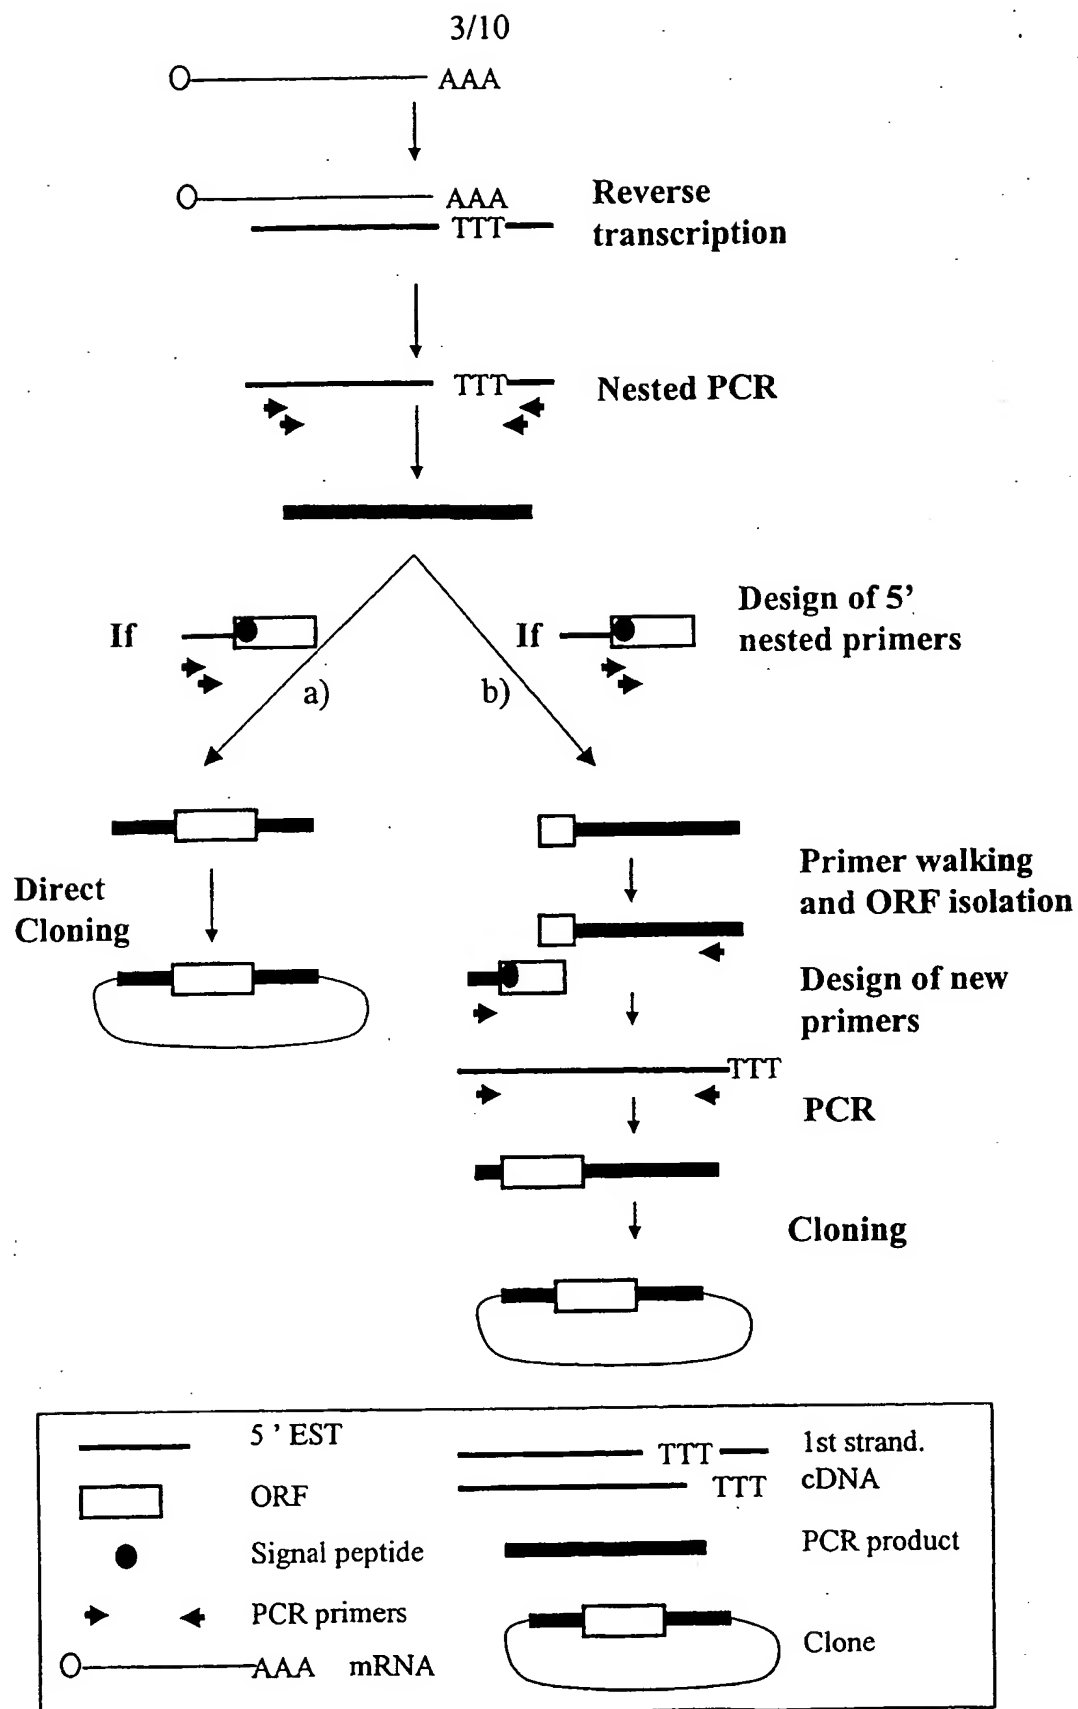 3/10
AAA
AAA
TTT
Reverse
transcription
TTT
Nested PCR
If
If
Design of 5'
nested primers
a)
b)
Direct
Cloning
Primer walking
and ORF isolation
Design of new
primers
TTT
PCR
Cloning
5 ' EST
TTT
1st strand.
TTT
cDNA
ORF
Signal peptide
PCR product
PCR primers
Clone
AAA mRNA